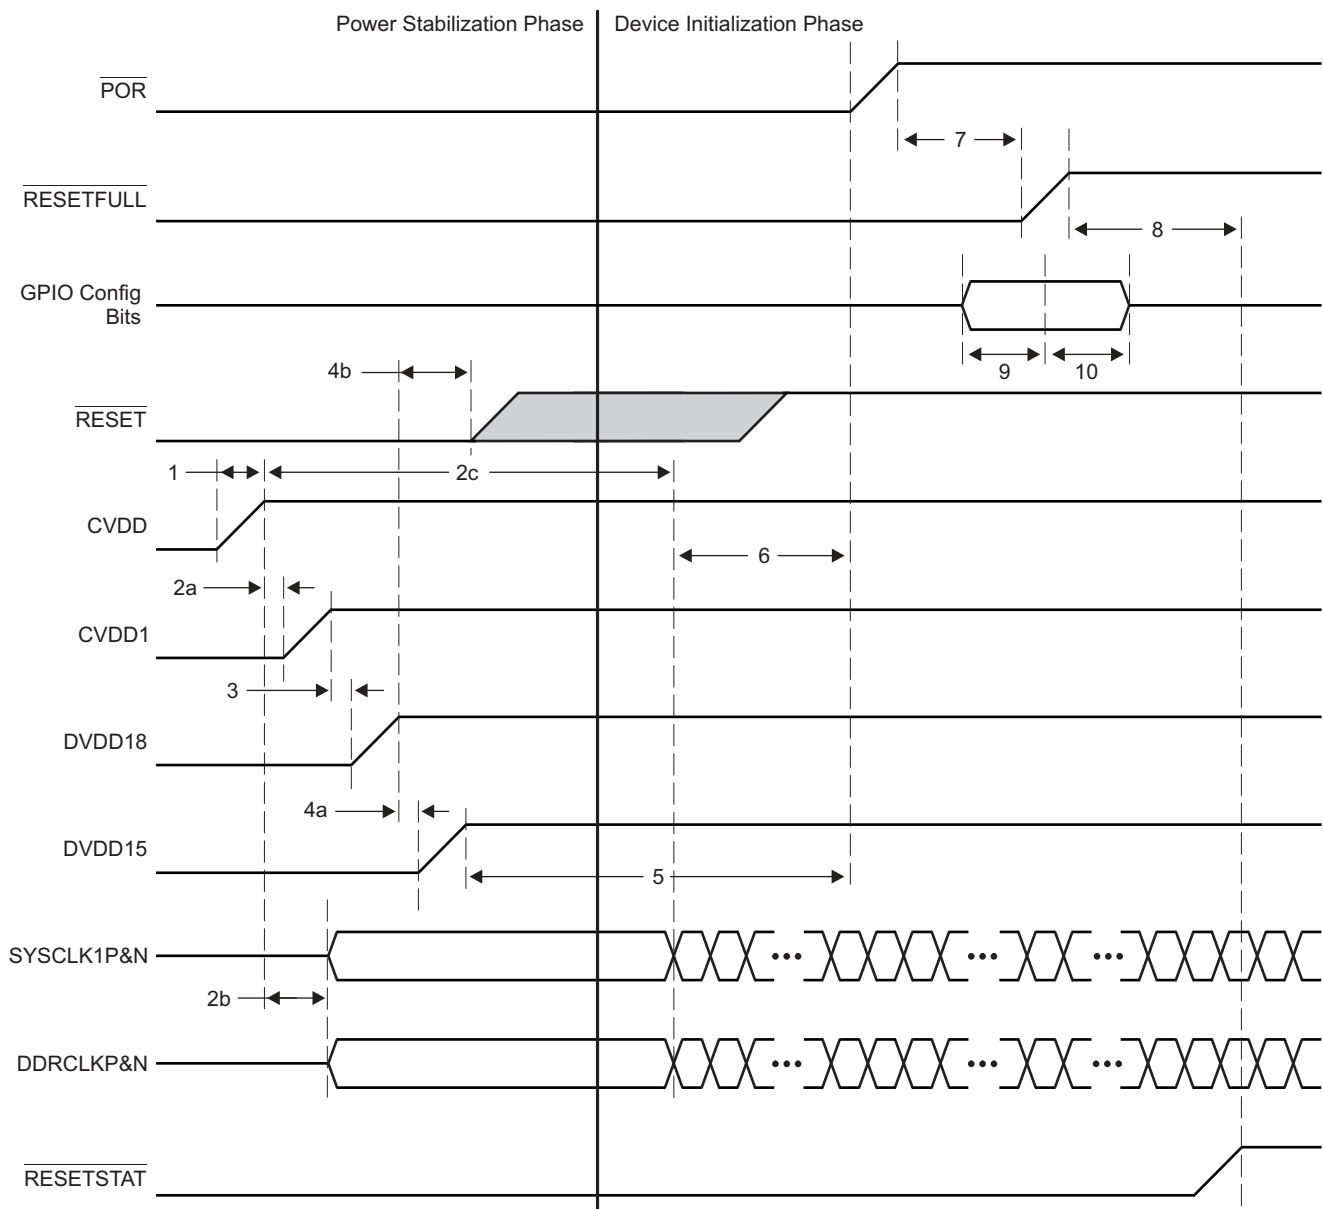 Power Stabilization Phase
Device Initialization Phase
POR
7
RESETFULL
8
GPIO Config
Bits
9
10
4b
RESET
1
2c
CVDD
6
2a
CVDD1
3
DVDD18
4a
DVDD15
5
SYSCLK1P&N
2b
DDRCLKP&N
RESETSTAT